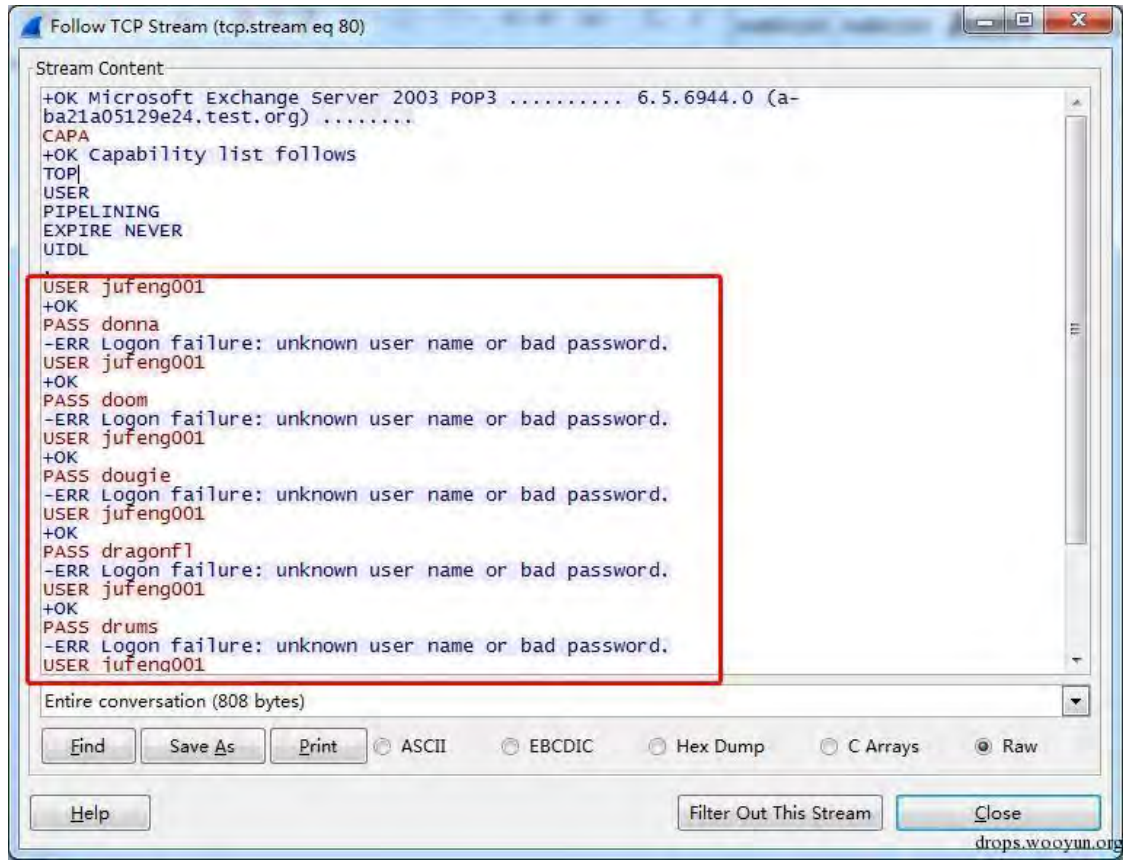 Follow TCP Stream (tcp.stream eq 80)
Stream Content
+OK Microsoft Exchange Server 2003 POP3 .......... 6.5.6944.0 (a-
ba21a05129e24.test.org) ........
CAPA
+OK Capability list follows
TOP
USER
PIPELINING
EXPIRE NEVER
UIDL
.
USER jufeng001
+OK
PASS donna
-ERR Logon failure: unknown user name or bad password.
USER jufeng001
+OK
PASS doom
-ERR Logon failure: unknown user name or bad password.
USER jufeng001
+OK
PASS dougie
-ERR Logon failure: unknown user name or bad password.
USER jufeng001
+OK
PASS dragonfl
-ERR Logon failure: unknown user name or bad password.
USER jufeng001
+OK
PASS drums
-ERR Logon failure: unknown user name or bad password.
USER jufeng001
Entire conversation (808 bytes)
Find Save As Print ASCII EBCDIC Hex Dump C Arrays Raw
Help Filter Out This Stream Close
drops.wooyun.org